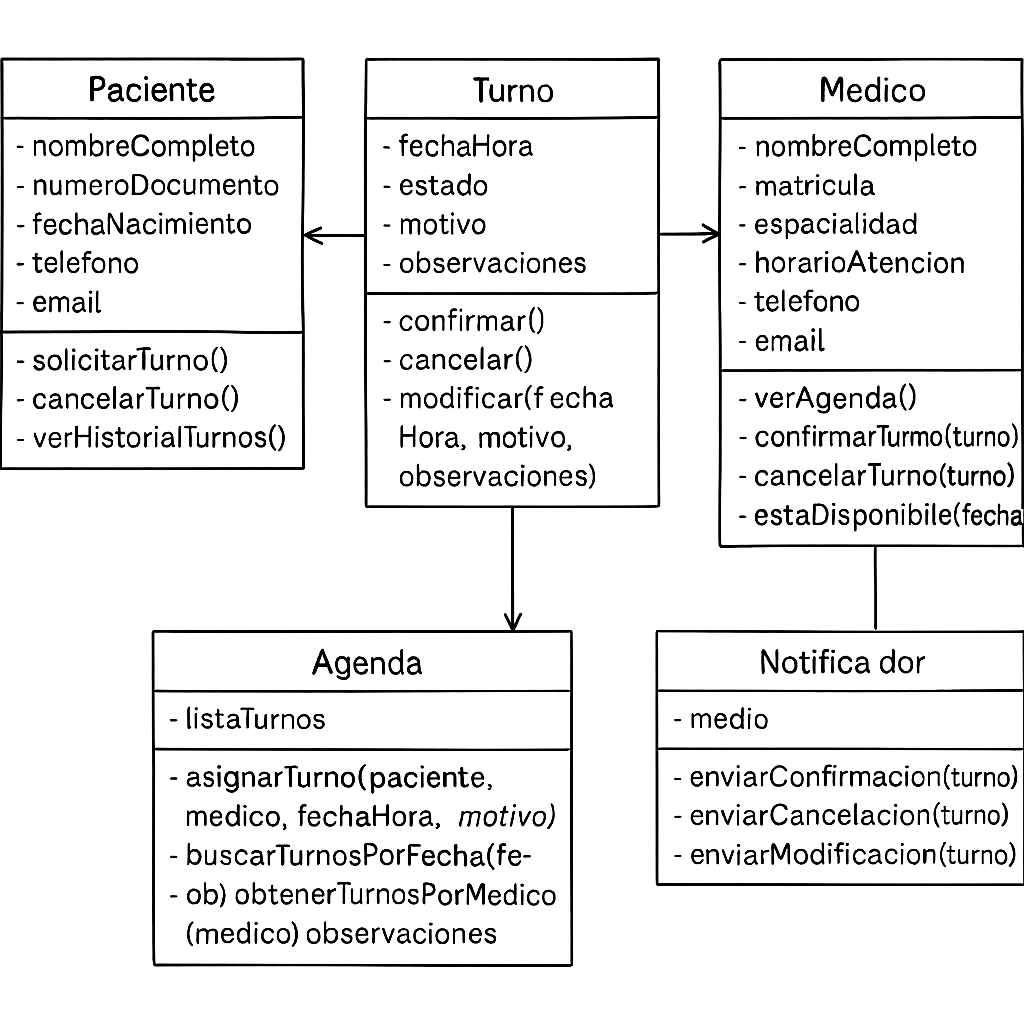 Paciente
- nombreCompleto
- numeroDocumento
- fechaNacimiento
- telefono
- email
- solicitarTurno()
- cancelarTurno()
- verHistorialTurnos()
Turno
- fechaHora
- estado
- motivo
- observaciones
- confirmar()
- cancelar()
- modificar(f echa
Hora, motivo,
observaciones)
Medico
- nombreCompleto
- matricula
- espacialidad
- horarioAtencion
- telefono
- email
- verAgenda()
- confirmarTurmo(turno)
- cancelarTurno(turno)
- estaDisponibile(fecha
Agenda
- listaTurnos
- asignarTurno(paciente,
medico, fechaHora, motivo)
- buscarTurnosPorFecha(fe-
- ob) obtenerTurnosPorMedico
(medico) observaciones
Notifica dor
- medio
- enviarConfirmacion(turno)
- enviarCancelacion(turno)
- enviarModificacion(turno)